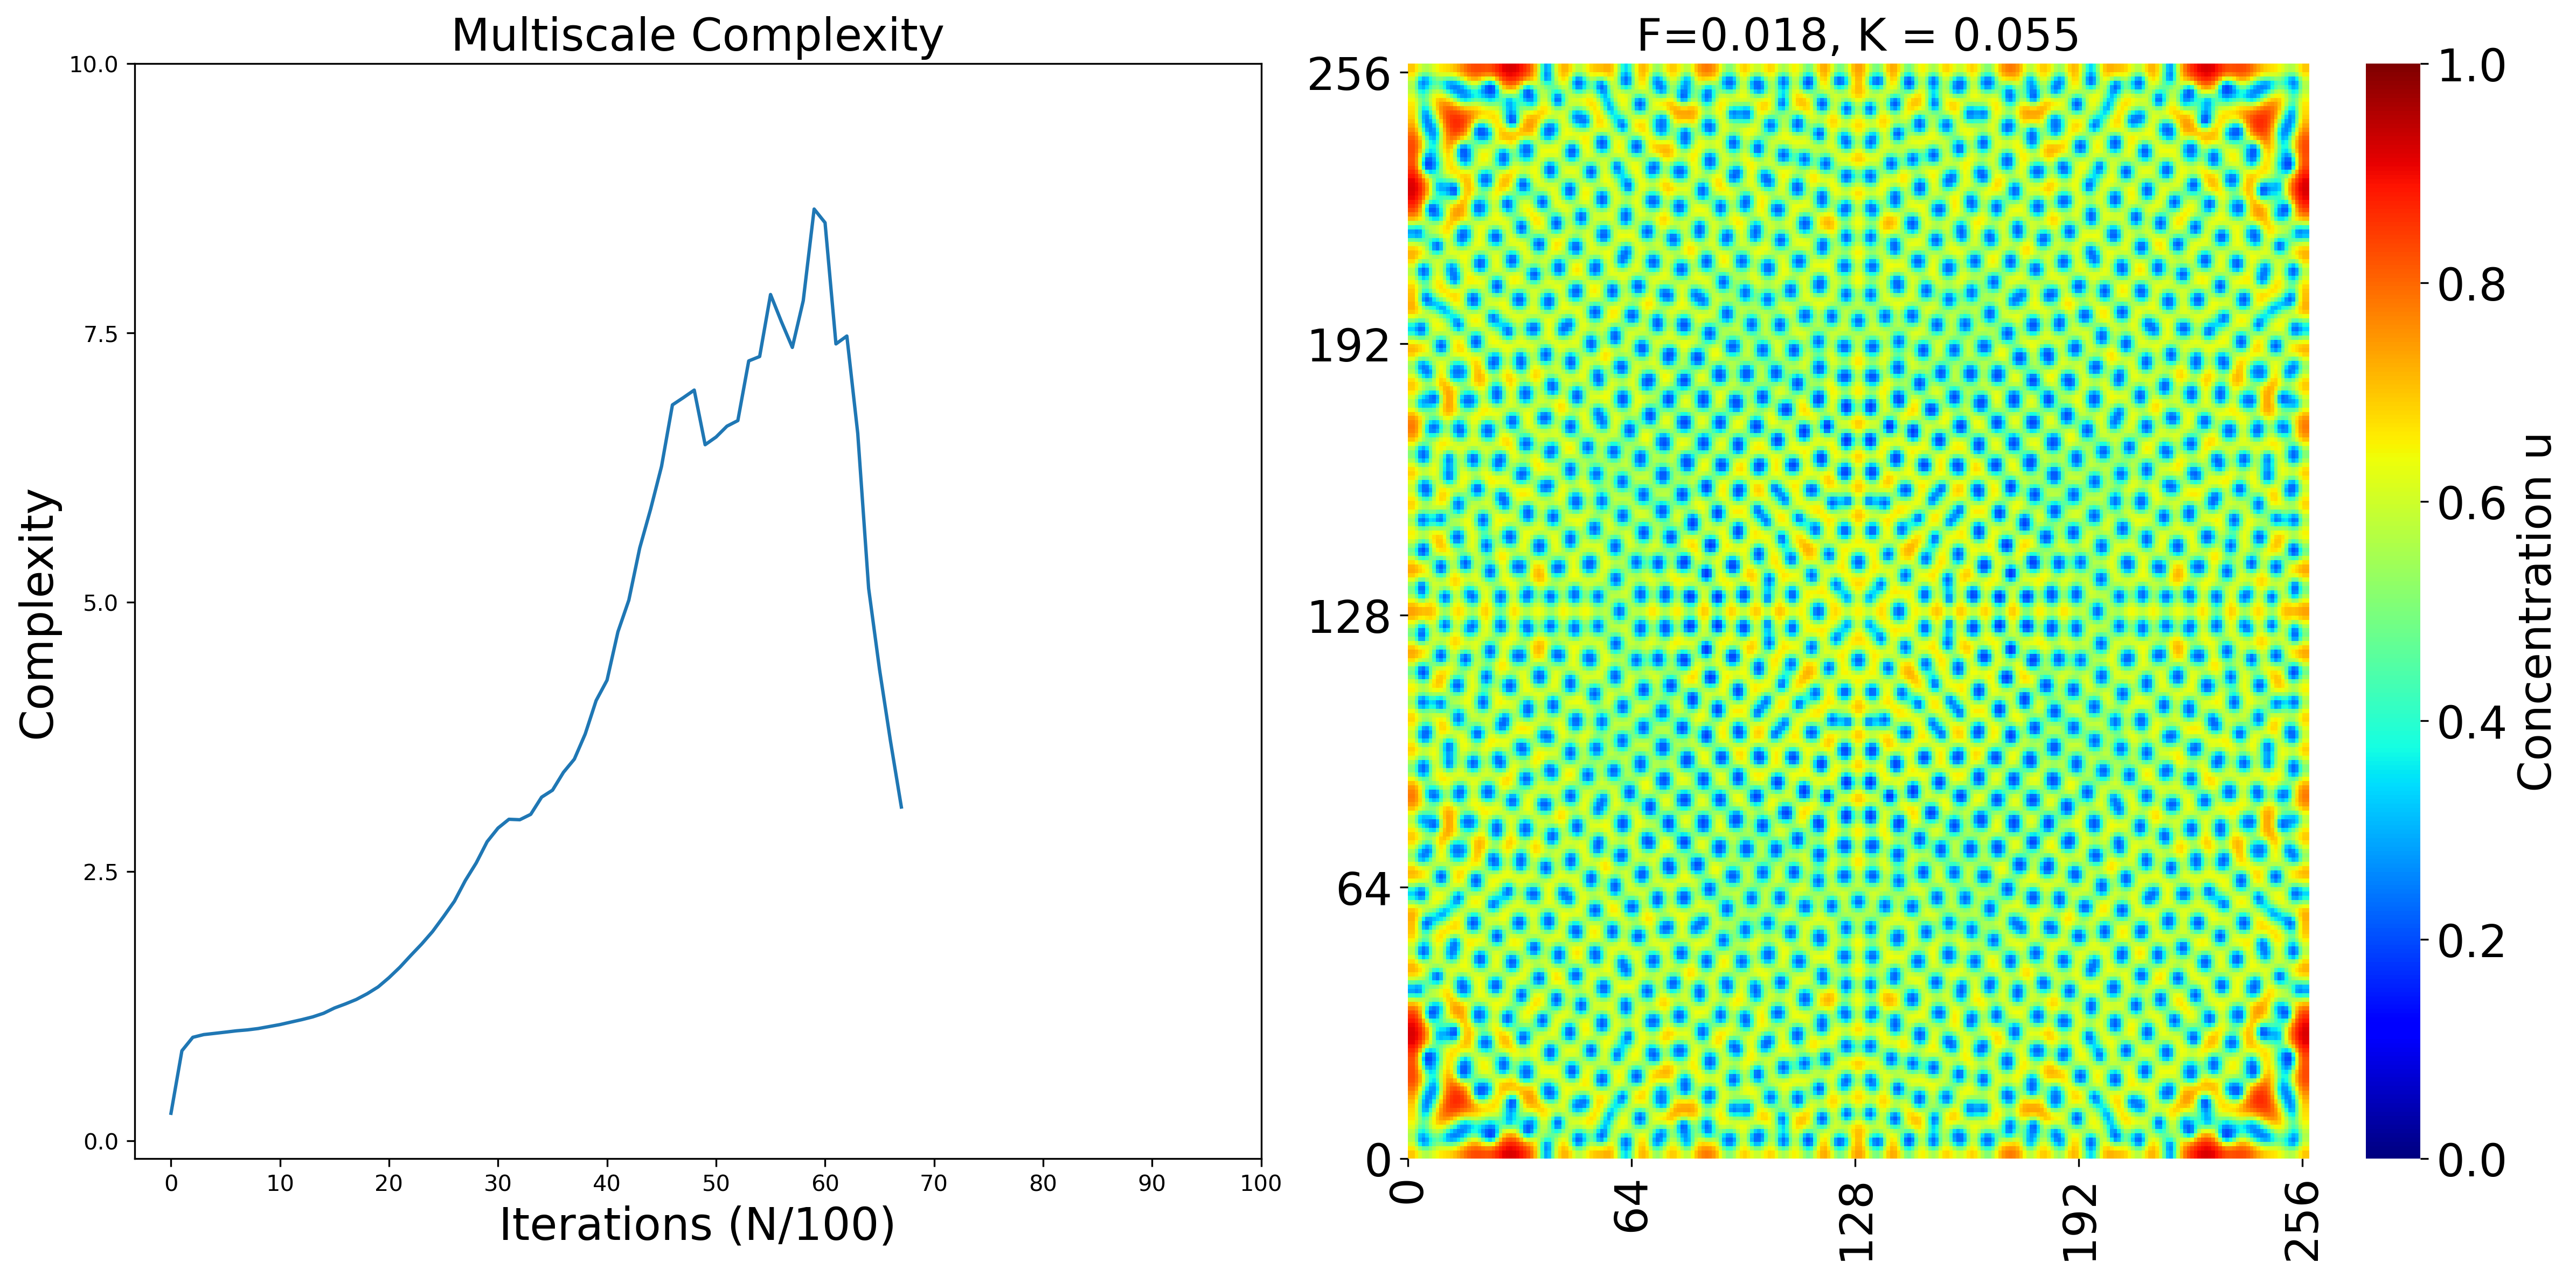 Multiscale Complexity
10.0
7.5
5.0
2.5
0.0
Complexity
0 10 20 30 40 50 60 70 80 90 100
Iterations (N/100)
F=0.018, K = 0.055
256
192
128
64
0
0 64 128 192 256
1.0
0.8
0.6
0.4
0.2
0.0
Concentration u